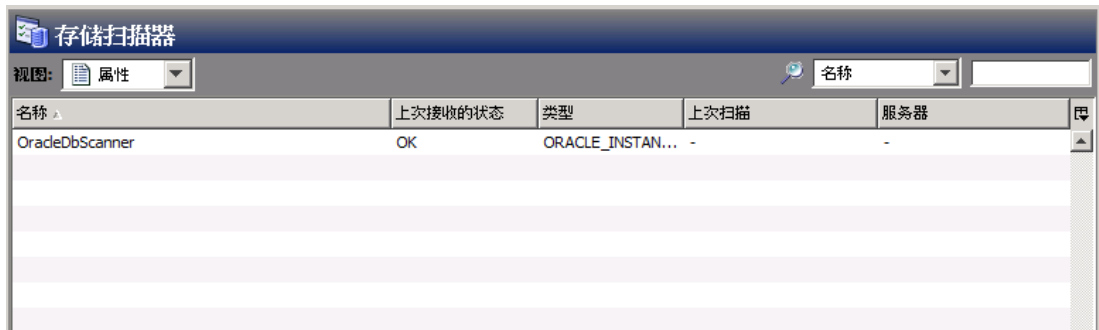 存储扫描器
视图: 属性 名称
名称 上次接收的状态 类型 上次扫描 服务器
OracleDbScanner OK ORACLE_INSTAN... - -